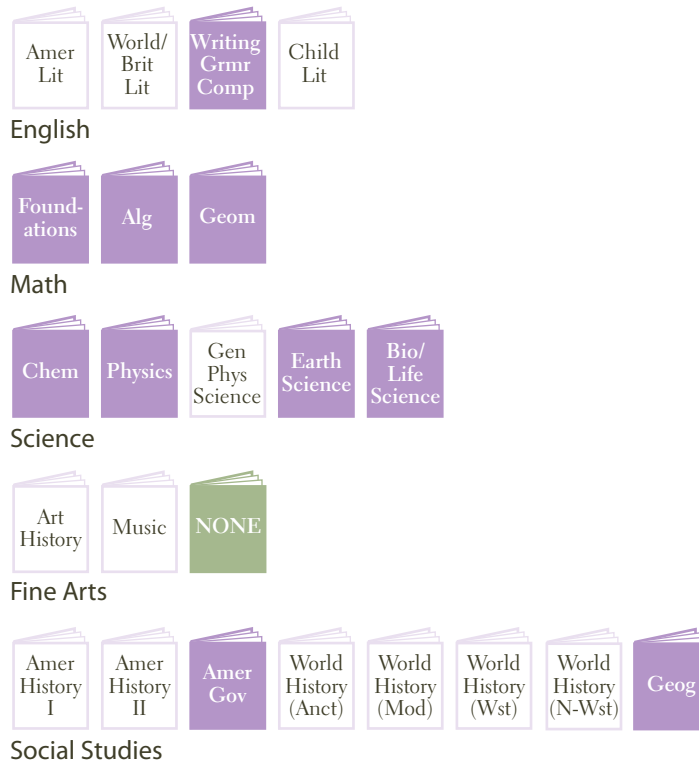 Amer
Lit
World/
Brit
Lit
Writing
Grmr
Comp
Child
Lit
English
Found-
ations
Alg
Geom
Math
Chem
Physics
Gen
Phys
Science
Earth
Science
Bio/
Life
Science
Science
Art
History
Music
NONE
Fine Arts
Amer
History
I
Amer
History
II
Amer
Gov
World
History
(Anct)
World
History
(Mod)
World
History
(Wst)
World
History
(N-Wst)
Geog
Social Studies